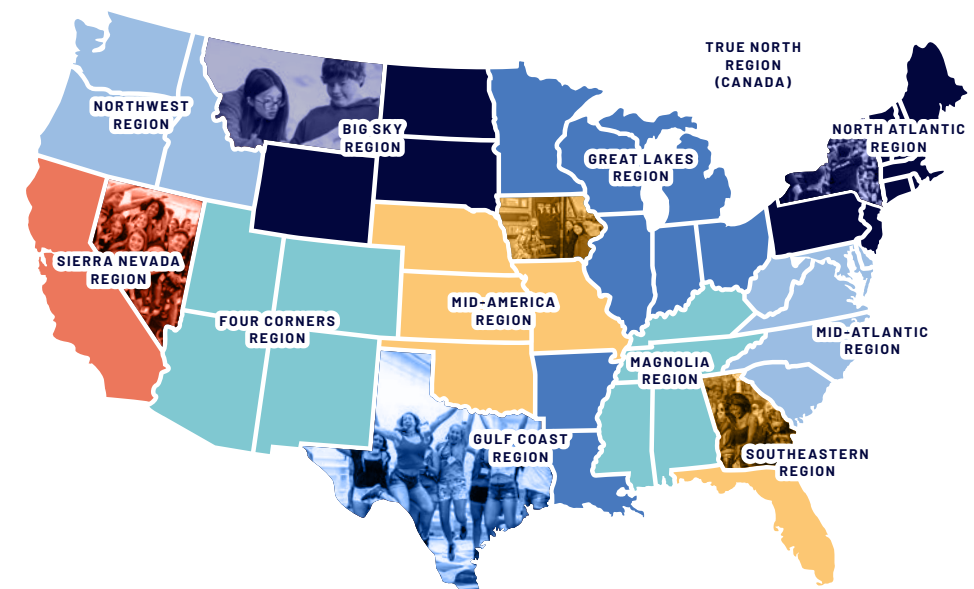 TRUE NORTH
REGION
(CANADA)
NORTHWEST
REGION
BIG SKY
REGION
NORTH ATLANTIC
REGION
GREAT LAKES
REGION
SIERRA NEVADA
REGION
FOUR CORNERS
REGION
MID-AMERICA
REGION
MID-ATLANTIC
REGION
MAGNOLIA
REGION
GULF COAST
REGION
SOUTHEASTERN
REGION